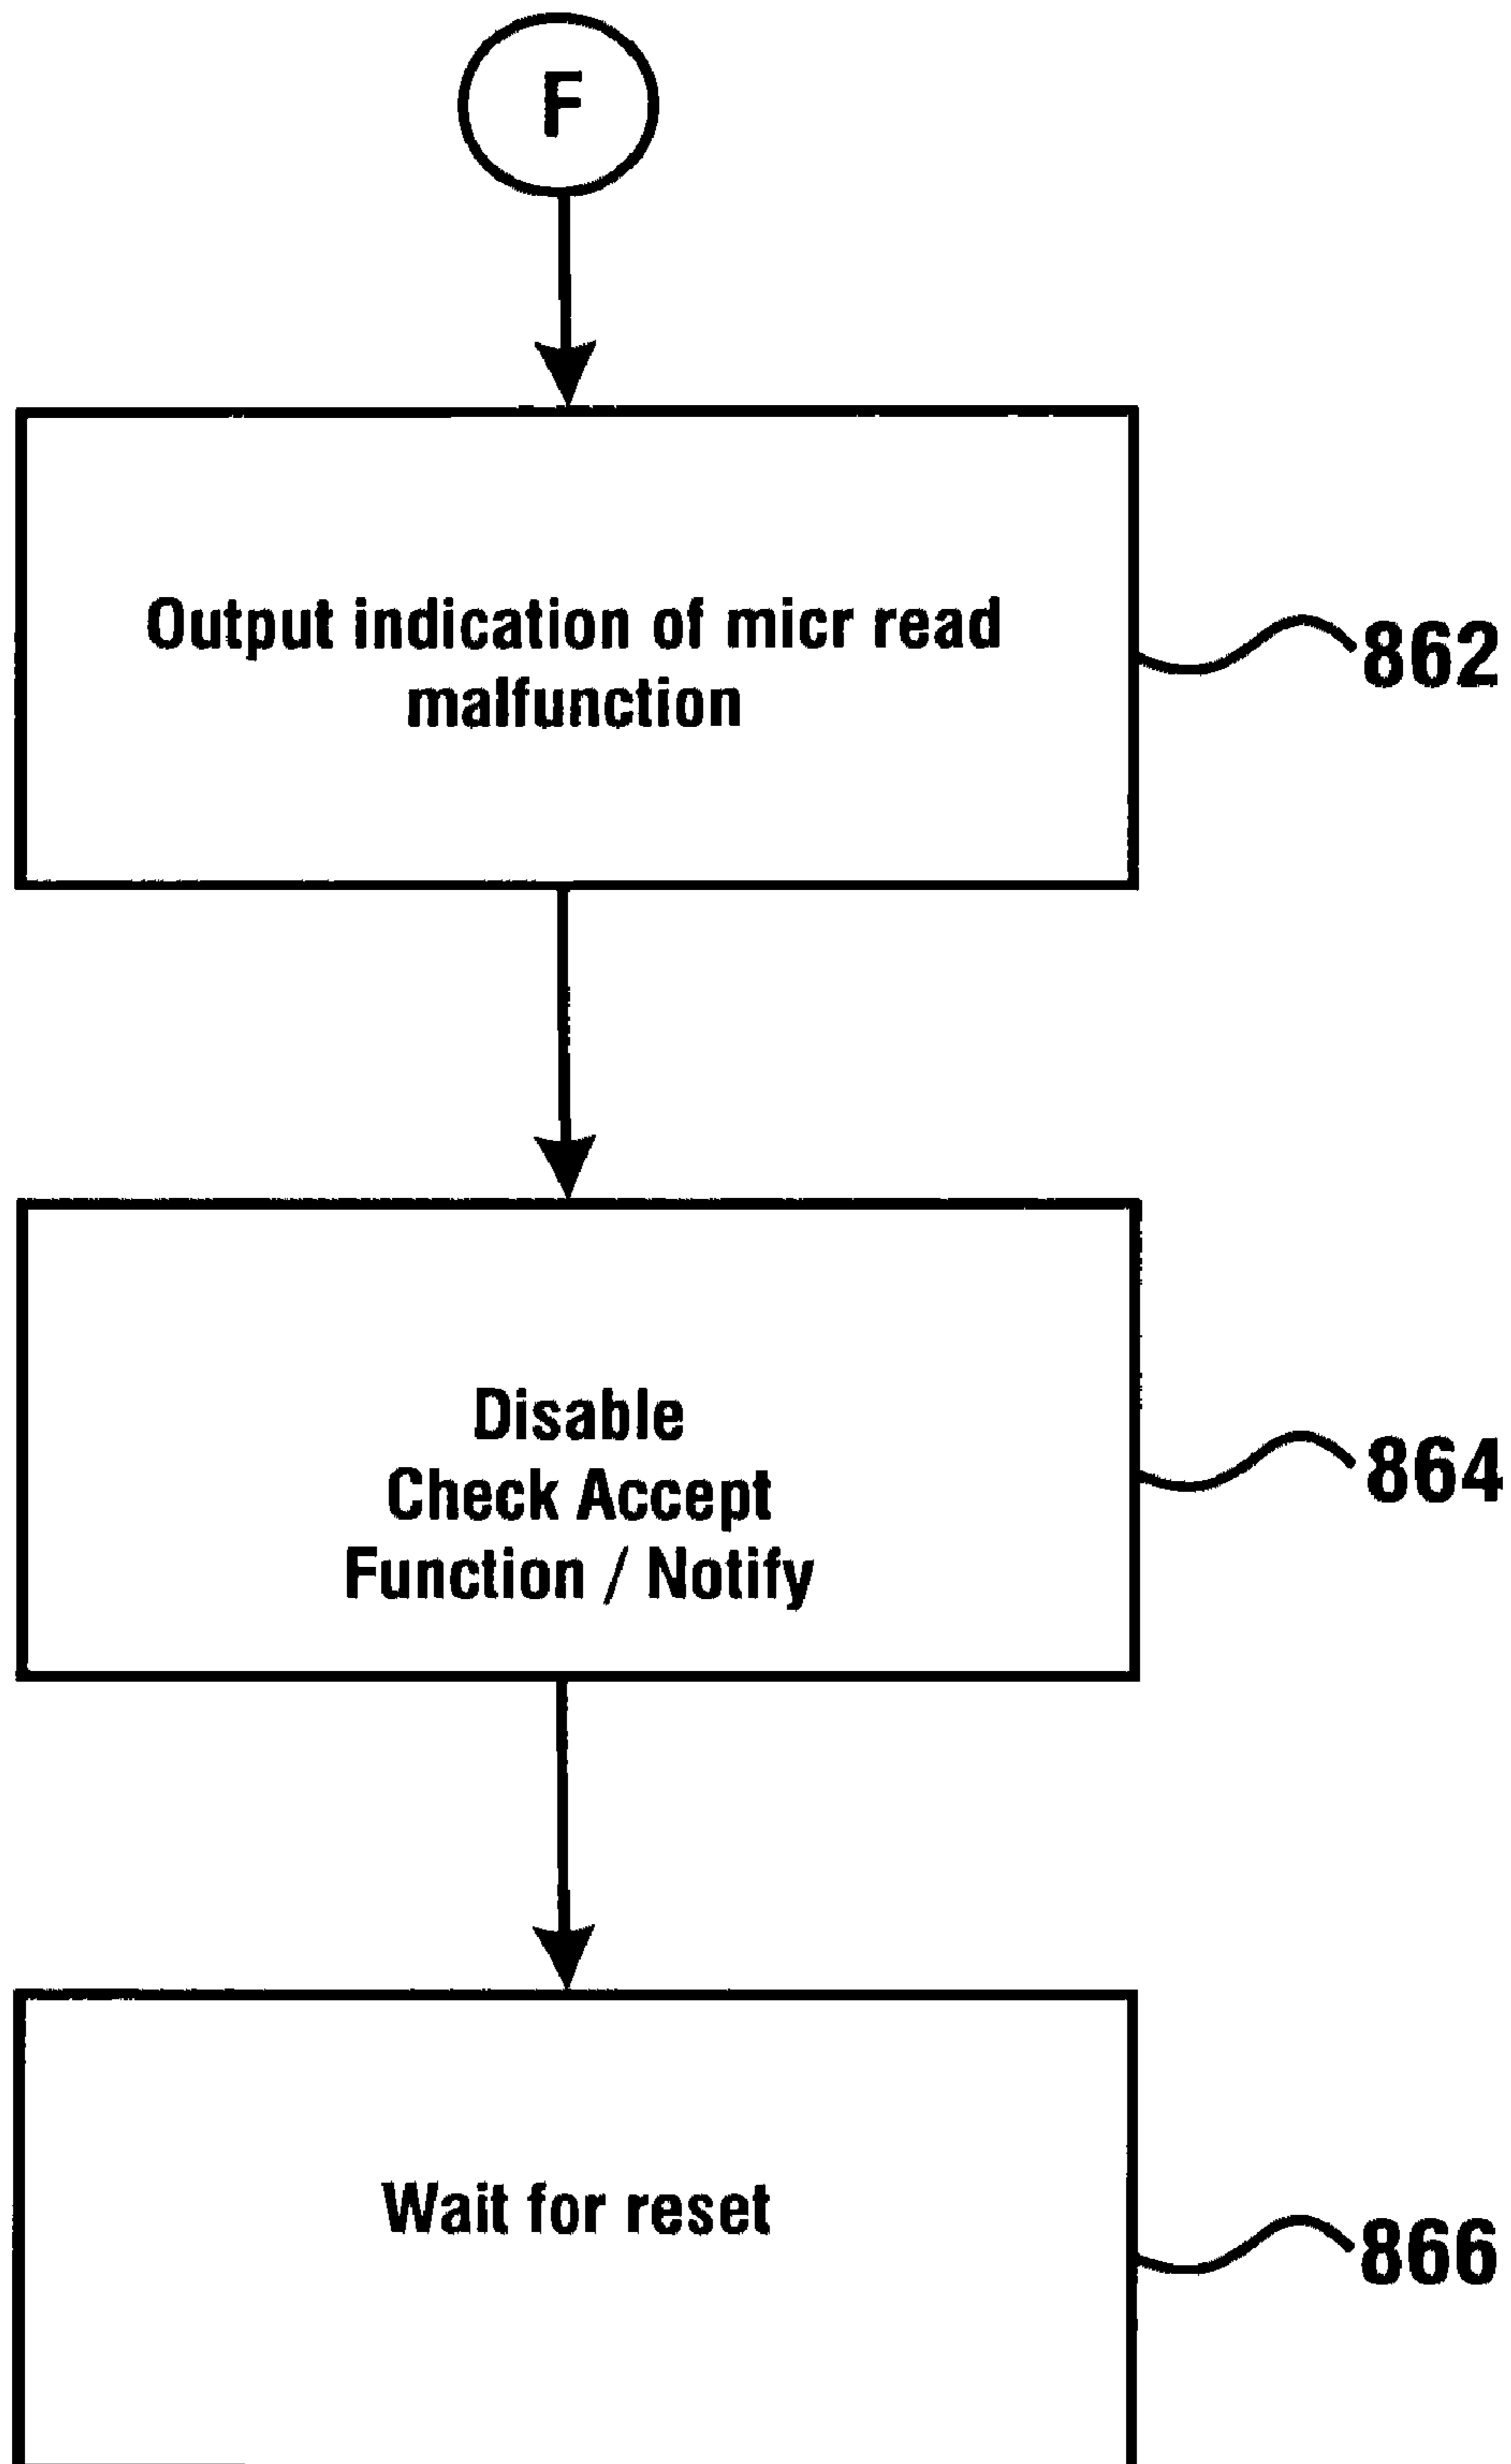 F
Output indication of micr read
malfunction
862
Disable
Check Accept
Function / Notify
864
Wait for reset
866